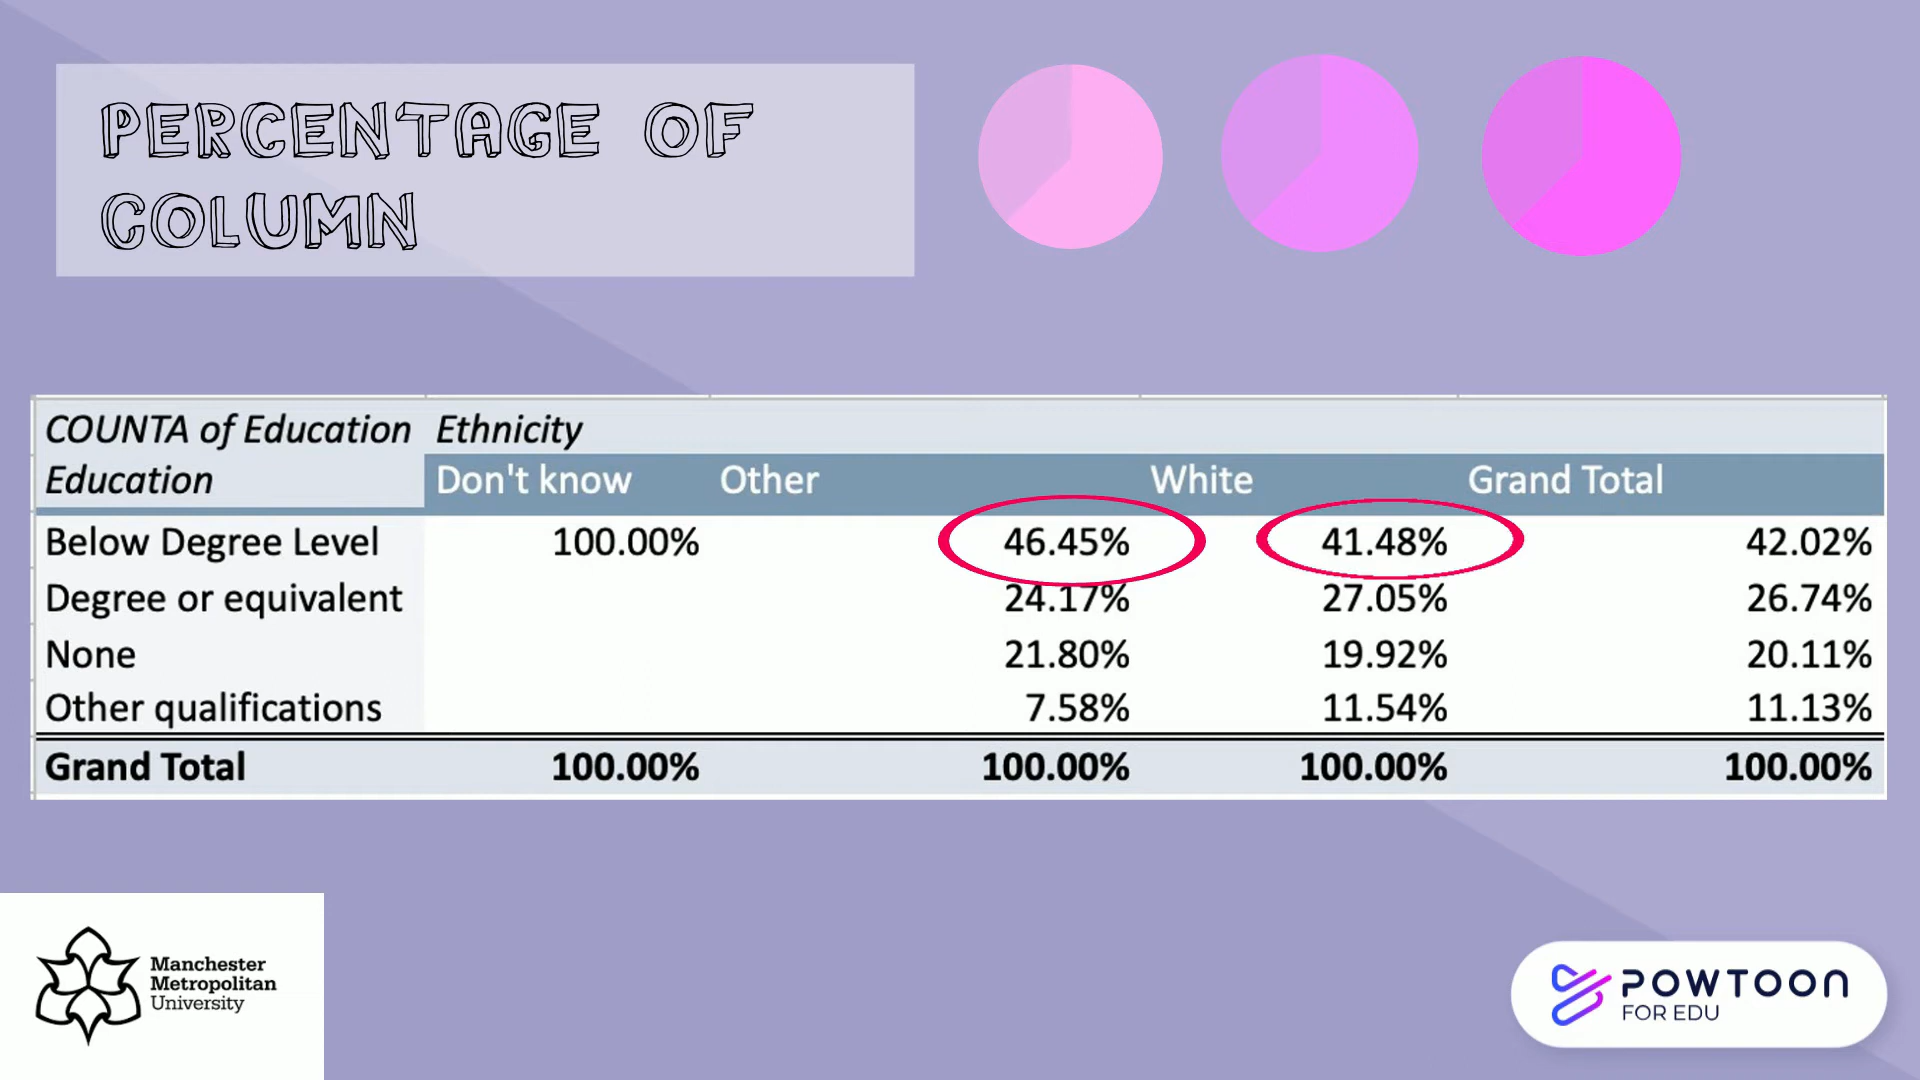 PERCENTAGE OF
COLUMN
COUNTA of Education Ethnicity
Education Don't know Other White Grand Total
Below Degree Level 100.00% 46.45% 41.48% 42.02%
Degree or equivalent 24.17% 27.05% 26.74%
None 21.80% 19.92% 20.11%
Other qualifications 7.58% 11.54% 11.13%
Grand Total 100.00% 100.00% 100.00% 100.00%
Manchester
Metropolitan
University
POWTOON
FOR EDU